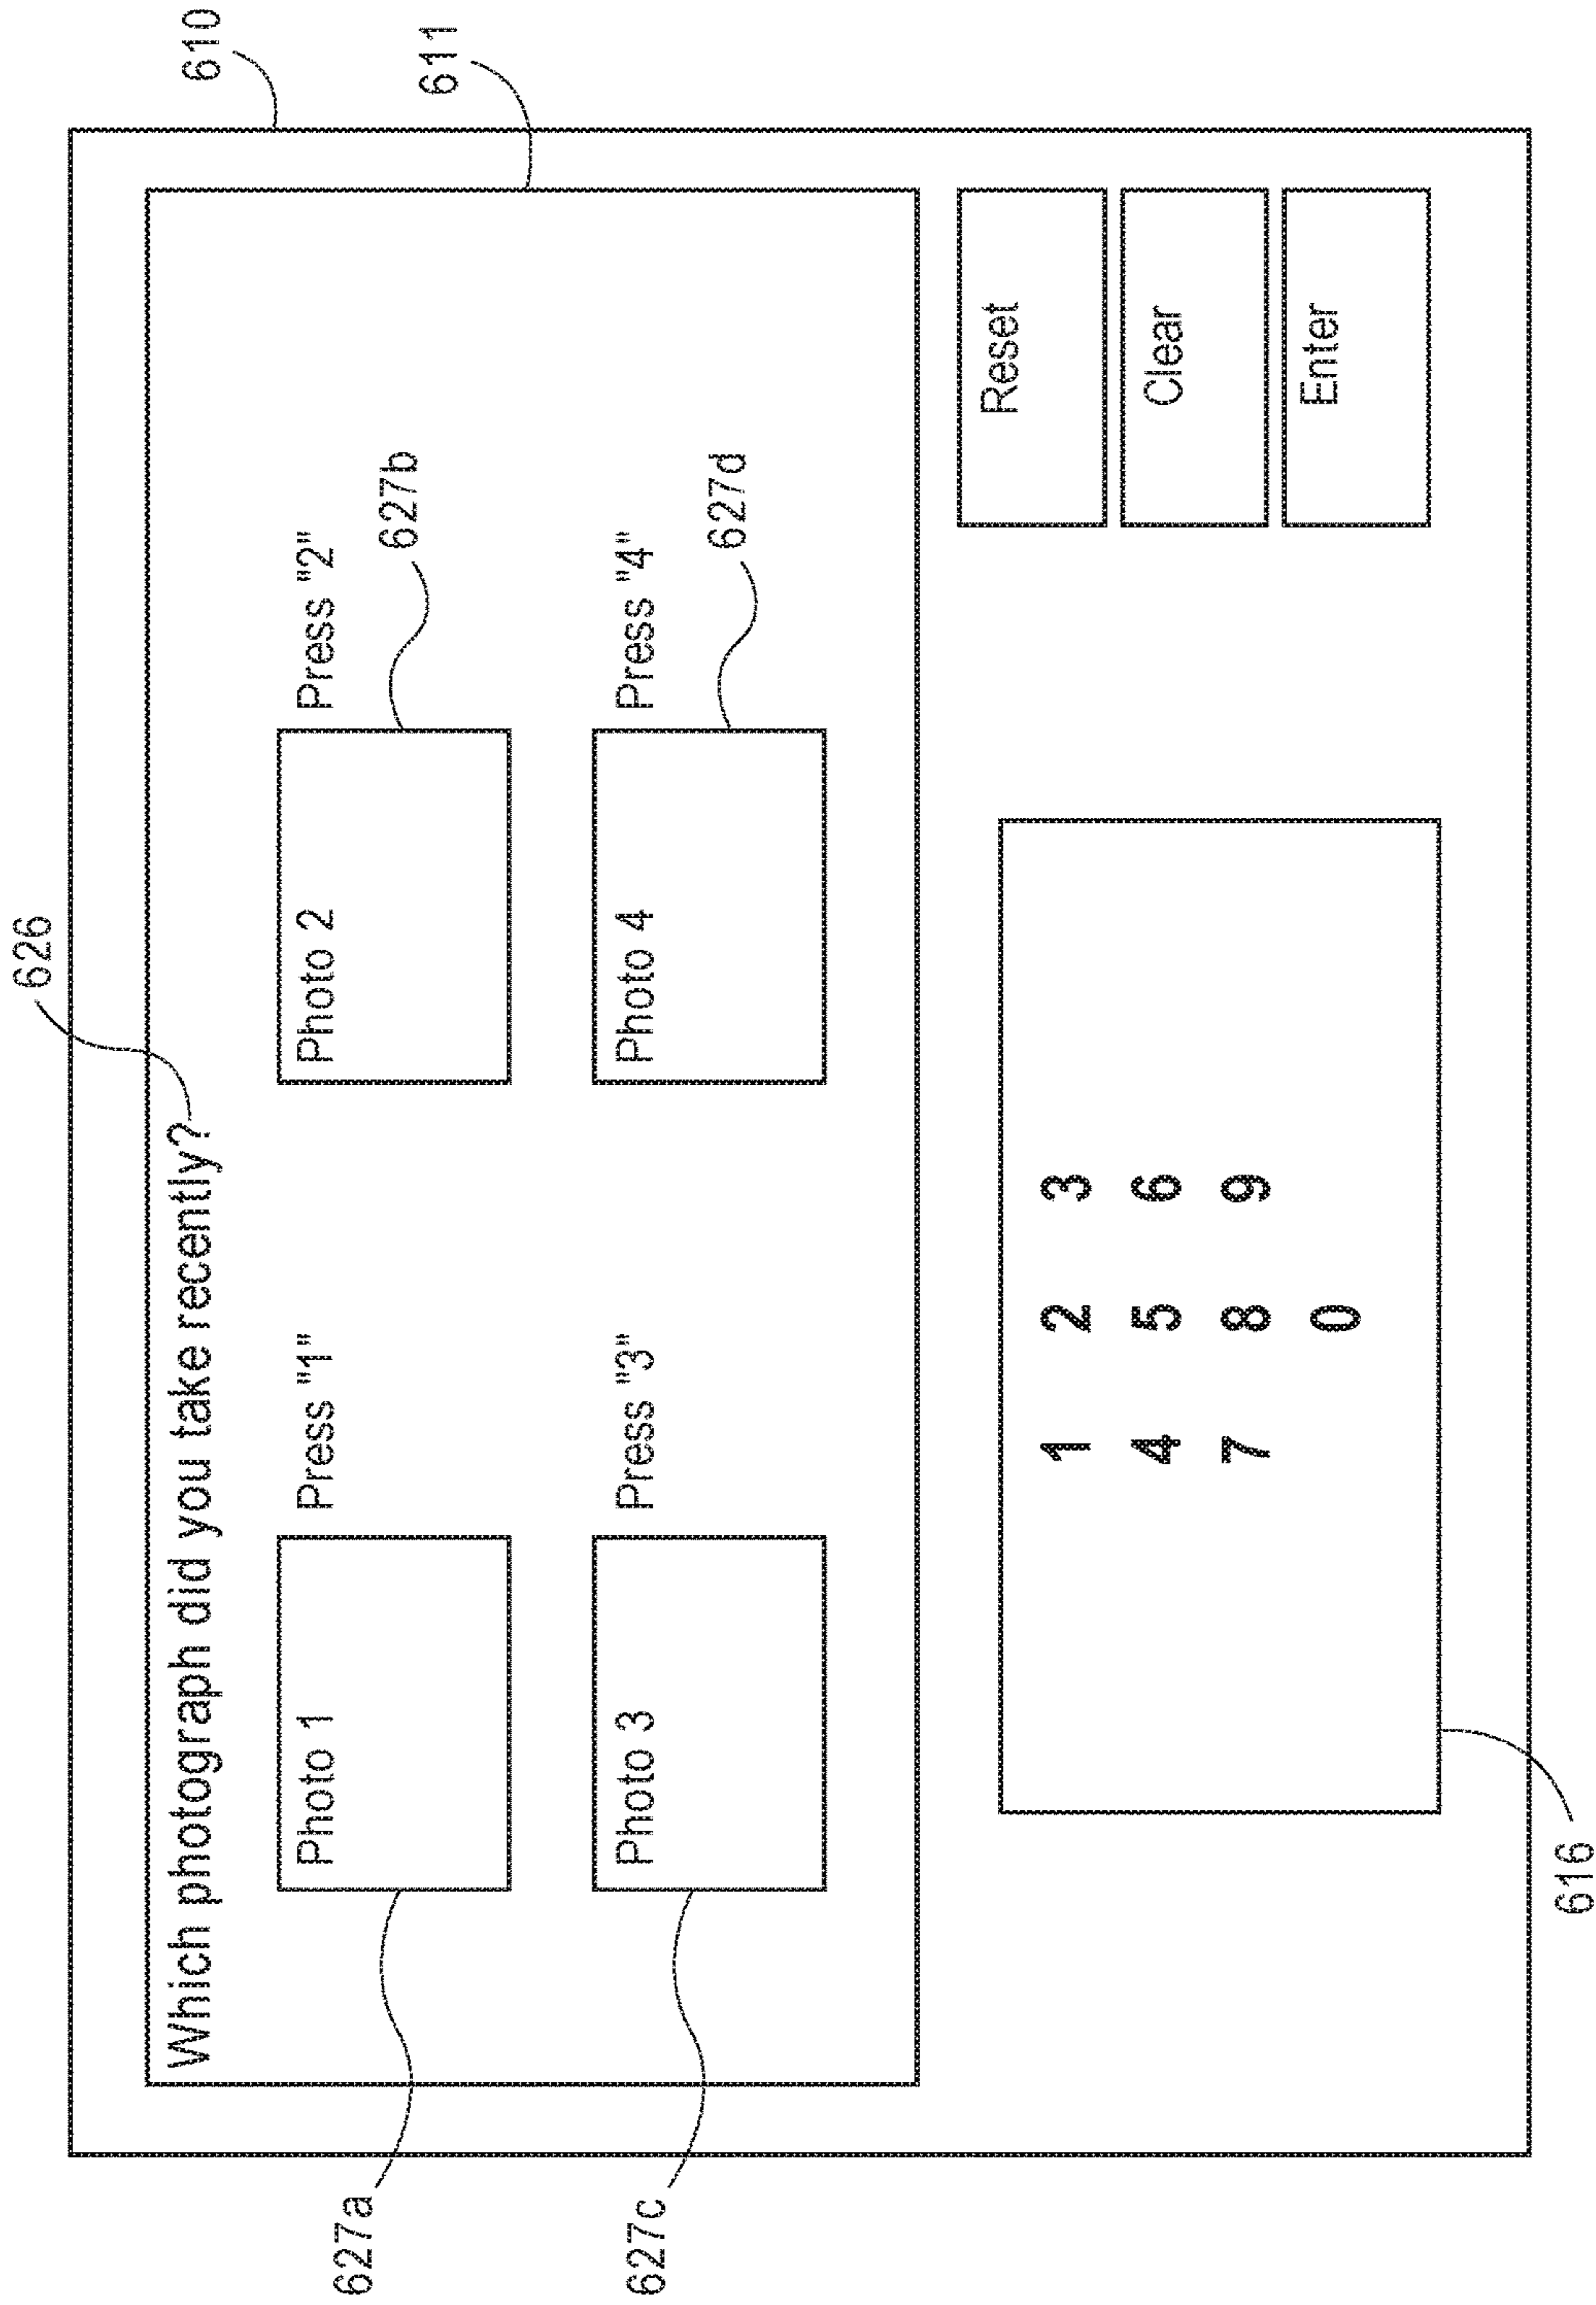 626
610
Which photograph did you take recently?
611
Photo 1
Press "1"
Photo 2
Press "2"
627a
627b
Photo 3
Press "3"
Photo 4
Press "4"
627c
627d
1 2 3
4 5 6
7 8 9
0
Reset
Clear
Enter
616